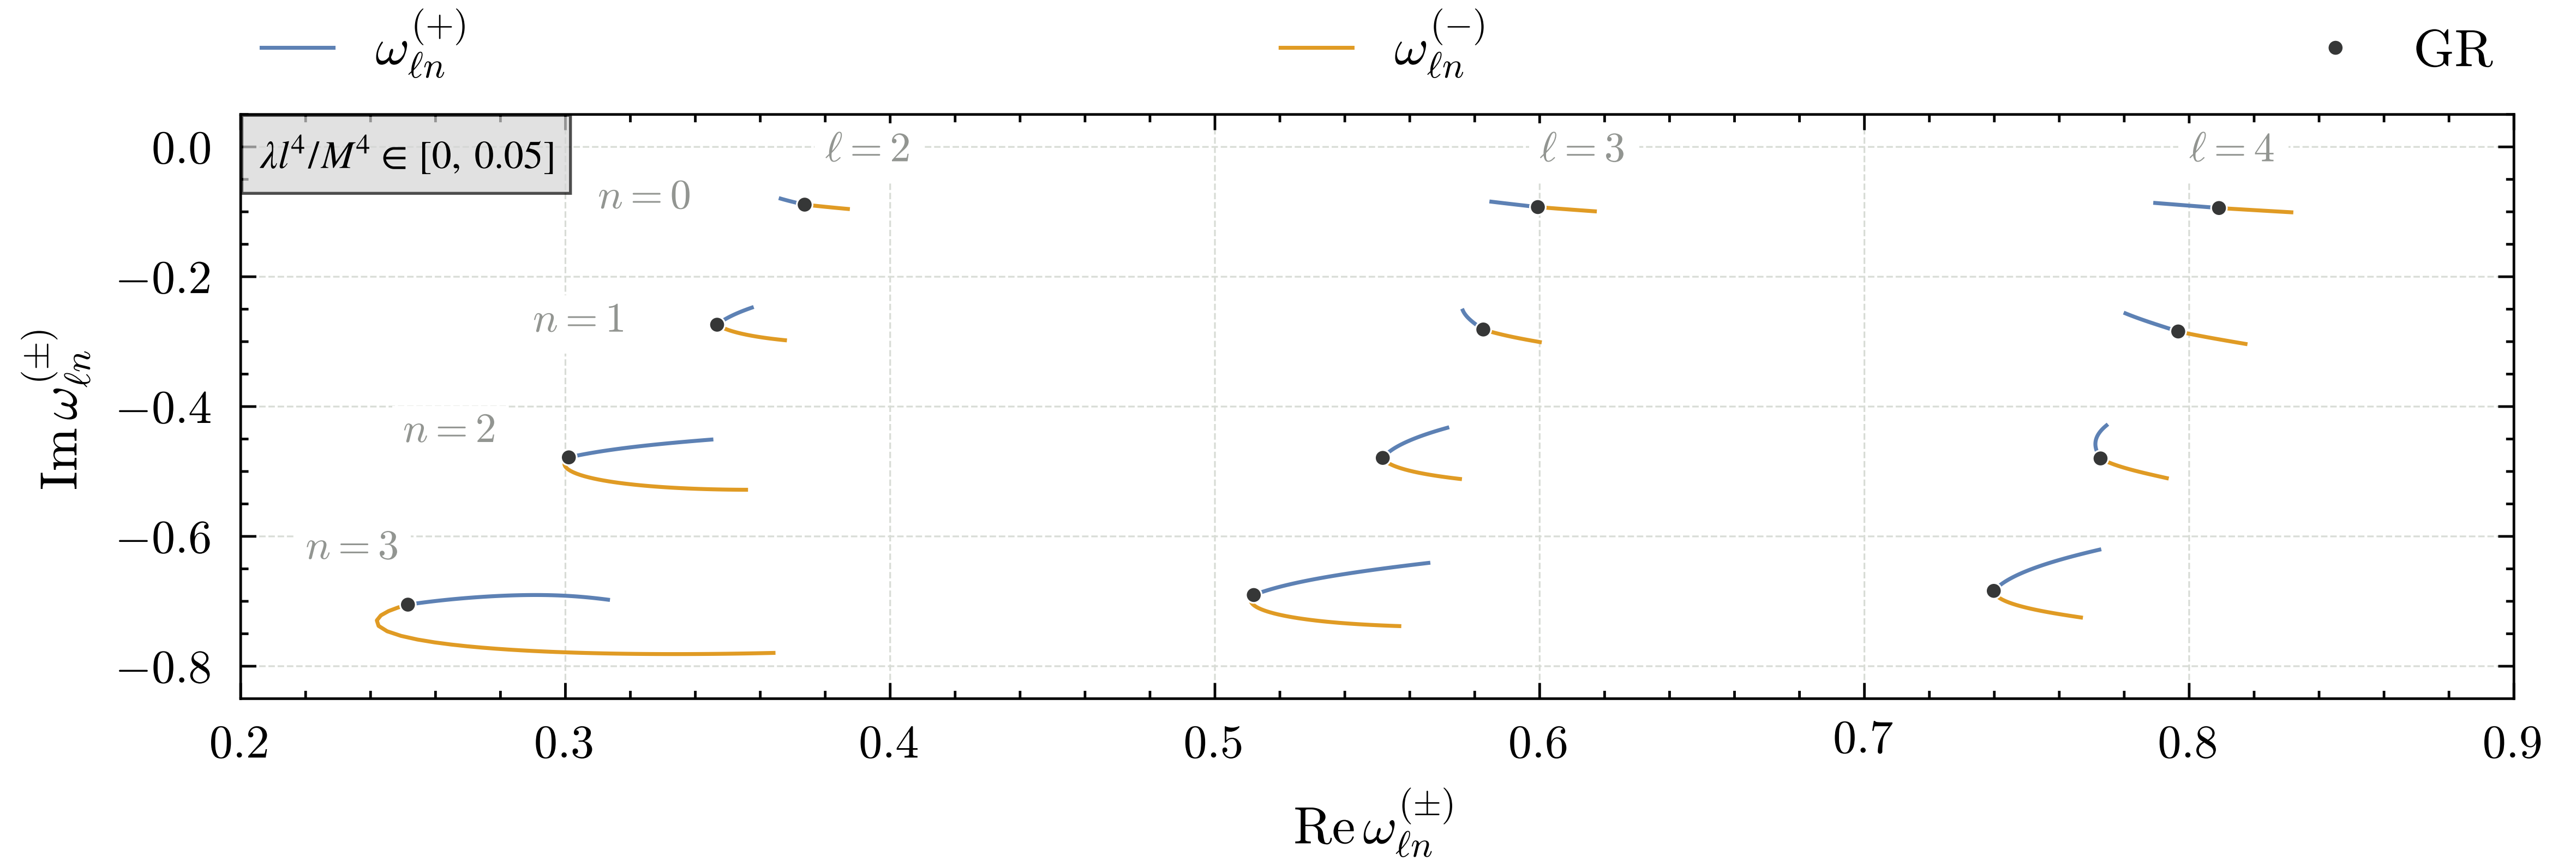 ω_{ℓn}^{(+)} ω_{ℓn}^{(−)} GR
λl⁴/M⁴ ∈ [0, 0.05]
ℓ = 2 ℓ = 3 ℓ = 4
n = 0
n = 1
n = 2
n = 3
0.0
−0.2
−0.4
−0.6
−0.8
Im ω_{ℓn}^{(±)}
0.2 0.3 0.4 0.5 0.6 0.7 0.8 0.9
Re ω_{ℓn}^{(±)}